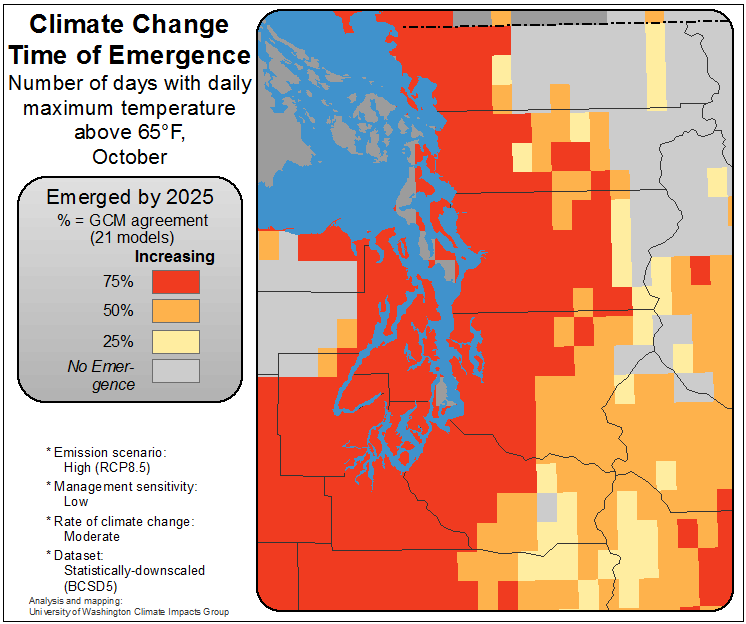 Climate Change
Time of Emergence
Number of days with daily
maximum temperature
above 65°F,
October
Emerged by 2025
% = GCM agreement
(21 models)
Increasing
75%
50%
25%
No Emer-
gence
* Emission scenario:
High (RCP8.5)
* Management sensitivity:
Low
* Rate of climate change:
Moderate
* Dataset:
Statistically-downscaled
(BCSD5)
Analysis and mapping:
University of Washington Climate Impacts Group